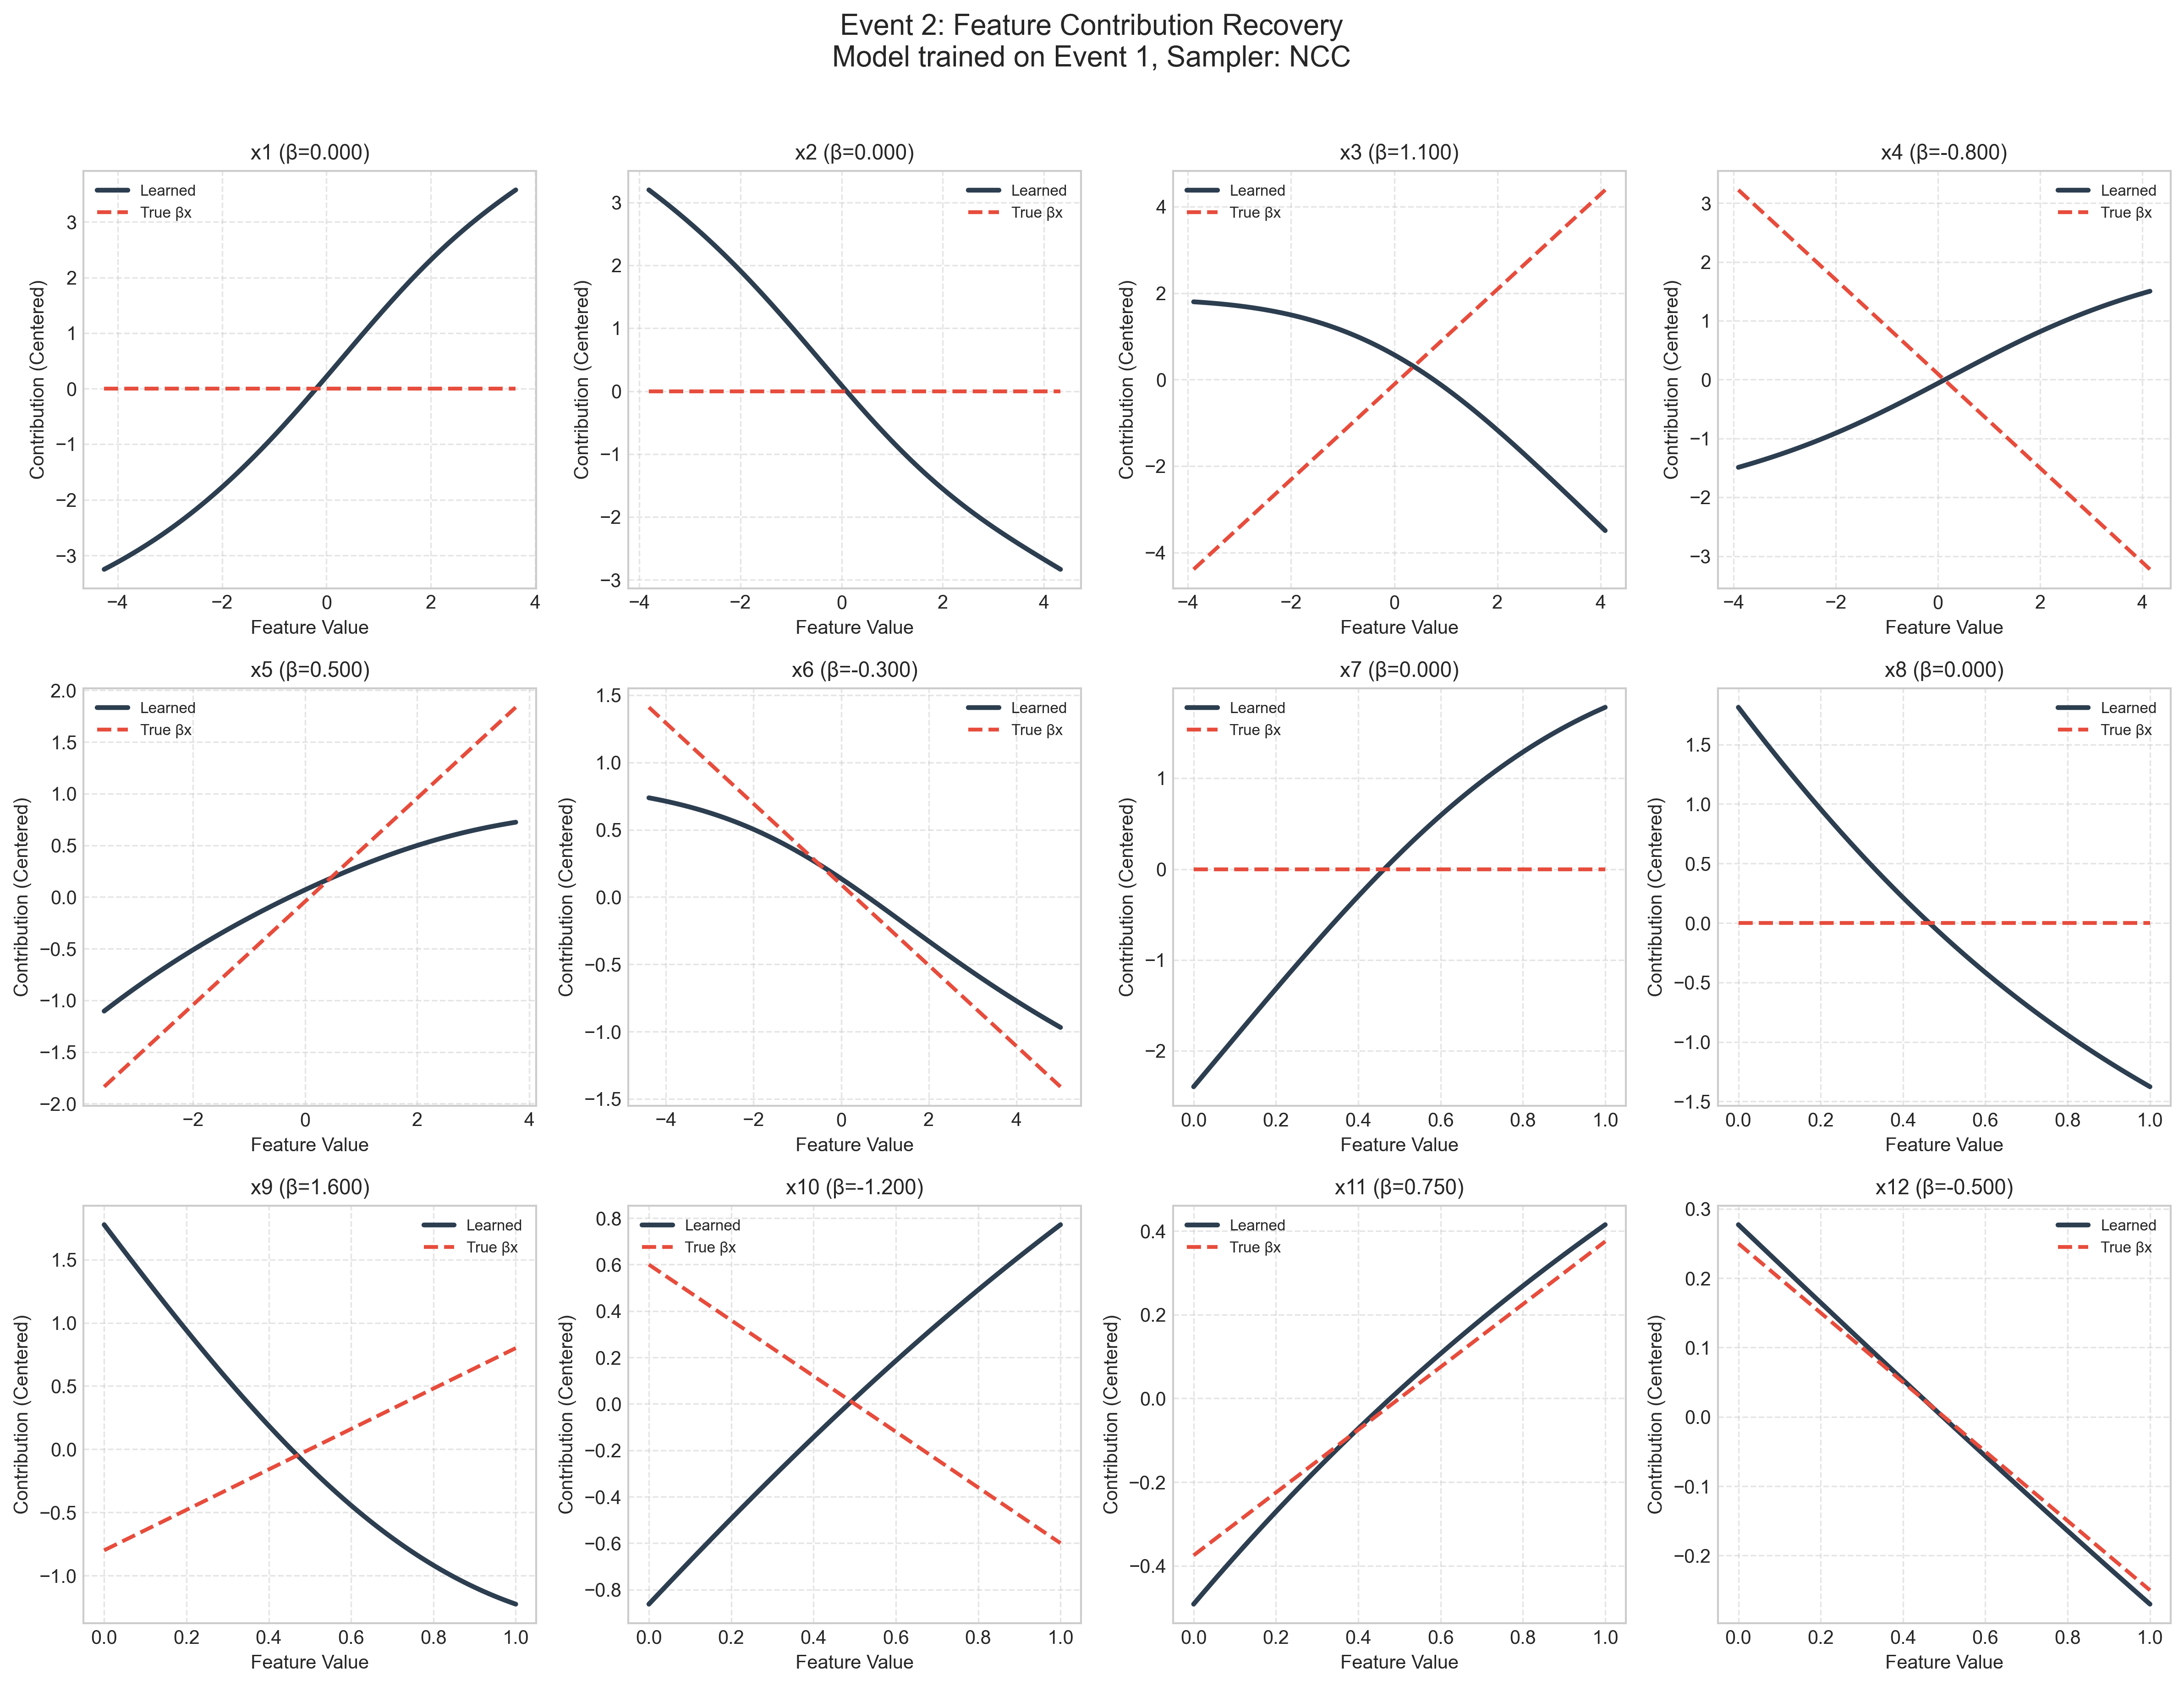 Event 2: Feature Contribution Recovery
Model trained on Event 1, Sampler: NCC
x1 (β=0.000)
Learned
True βx
Contribution (Centered)
3
2
1
0
−1
−2
−3
−4
−2
0
2
4
Feature Value
x2 (β=0.000)
Learned
True βx
Contribution (Centered)
3
2
1
0
−1
−2
−3
−4
−2
0
2
4
Feature Value
x3 (β=1.100)
Learned
True βx
Contribution (Centered)
4
2
0
−2
−4
−4
−2
0
2
4
Feature Value
x4 (β=-0.800)
Learned
True βx
Contribution (Centered)
3
2
1
0
−1
−2
−3
−4
−2
0
2
4
Feature Value
x5 (β=0.500)
Learned
True βx
Contribution (Centered)
2.0
1.5
1.0
0.5
0.0
−0.5
−1.0
−1.5
−2.0
−2
0
2
4
Feature Value
x6 (β=-0.300)
Learned
True βx
Contribution (Centered)
1.5
1.0
0.5
0.0
−0.5
−1.0
−1.5
−4
−2
0
2
4
Feature Value
x7 (β=0.000)
Learned
True βx
Contribution (Centered)
1
0
−1
−2
0.0
0.2
0.4
0.6
0.8
1.0
Feature Value
x8 (β=0.000)
Learned
True βx
Contribution (Centered)
1.5
1.0
0.5
0.0
−0.5
−1.0
−1.5
0.0
0.2
0.4
0.6
0.8
1.0
Feature Value
x9 (β=1.600)
Learned
True βx
Contribution (Centered)
1.5
1.0
0.5
0.0
−0.5
−1.0
0.0
0.2
0.4
0.6
0.8
1.0
Feature Value
x10 (β=-1.200)
Learned
True βx
Contribution (Centered)
0.8
0.6
0.4
0.2
0.0
−0.2
−0.4
−0.6
−0.8
0.0
0.2
0.4
0.6
0.8
1.0
Feature Value
x11 (β=0.750)
Learned
True βx
Contribution (Centered)
0.4
0.2
0.0
−0.2
−0.4
0.0
0.2
0.4
0.6
0.8
1.0
Feature Value
x12 (β=-0.500)
Learned
True βx
Contribution (Centered)
0.3
0.2
0.1
0.0
−0.1
−0.2
0.0
0.2
0.4
0.6
0.8
1.0
Feature Value